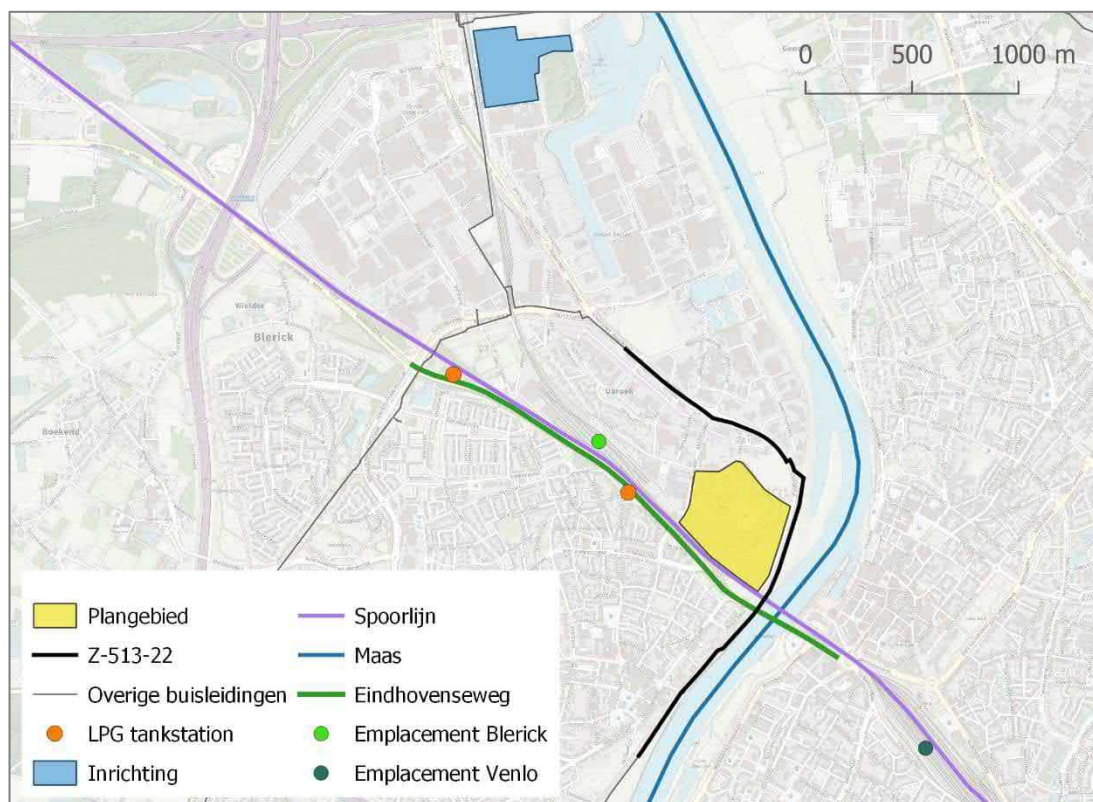 0 500 1000 m
Wielder
Blerick
Boekend
Plangebied
Z-513-22
Overige buisleidingen
LPG tankstation
Inrichting
Spoorlijn
Maas
Eindhovenseweg
Emplacement Blerick
Emplacement Venlo